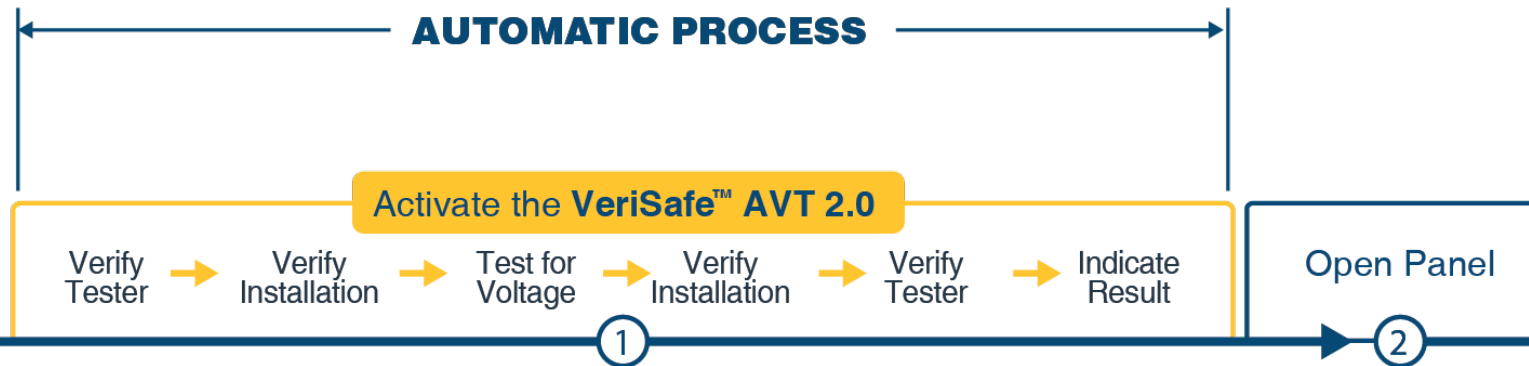 AUTOMATIC PROCESS
Activate the VeriSafe™ AVT 2.0
Verify
Tester
Verify
Installation
Test for
Voltage
Verify
Installation
Verify
Tester
Indicate
Result
Open Panel
1
2